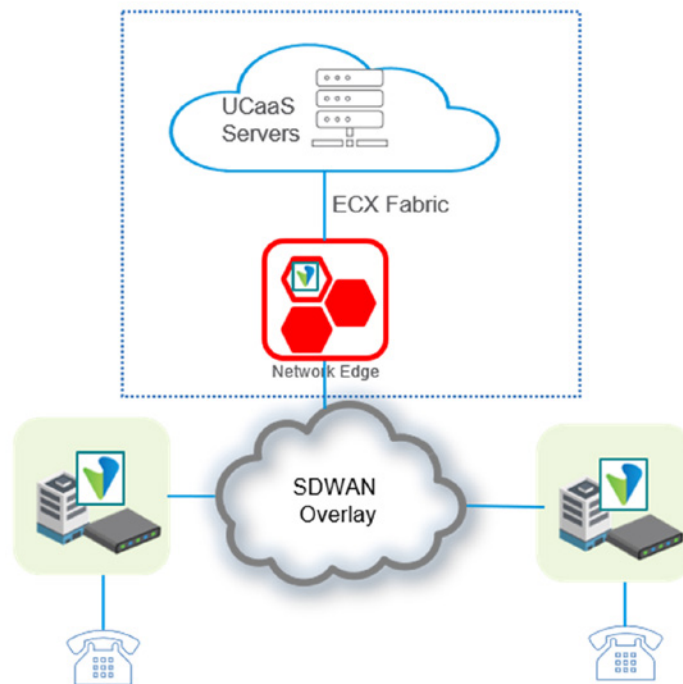 UCaaS
Servers
ECX Fabric
Network Edge
SDWAN
Overlay